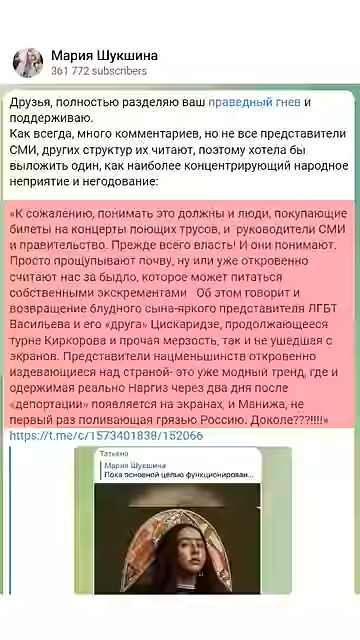 Мария Шукшина
361 772 subscribers
Друзья, полностью разделяю ваш праведный гнев и
поддерживаю.
Как всегда, много комментариев, но не все представители
СМИ, других структур их читают, поэтому хотела бы
выложить один, как наиболее концентрирующий народное
неприятие и негодование:
«К сожалению, понимать это должны и люди, покупающие
билеты на концерты поющих трусов, и руководители СМИ
и правительство. Прежде всего власть! И они понимают.
Просто прощупывают почву, ну или уже откровенно
считают нас за быдло, которое может питаться
собственными экскрементами Об этом говорит и
возвращение блудного сына-яркого представителя ЛГБТ
Васильева и его «друга» Цискаридзе, продолжающееся
турне Киркорова и прочая мерзость, так и не ушедшая с
экранов. Представители нацменьшинств откровенно
издевающиеся над страной- это уже модный тренд, где и
одержимая реально Наргиз через два дня после
«депортации» появляется на экранах, и Манижа, не
первый раз поливающая грязью Россию. Доколе???!!!!»
https://t.me/c/1573401838/152066
Татьяна
Мария Шукшина
Пока основной целью функционирован...